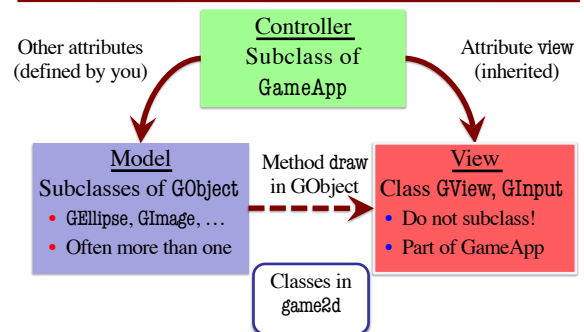 Controller
Subclass of
GameApp
Other attributes
(defined by you)
Attribute view
(inherited)
Model
Subclasses of GObject
• GEllipse, GImage, …
• Often more than one
Method draw
in GObject
View
Class GView, GInput
• Do not subclass!
• Part of GameApp
Classes in
game2d